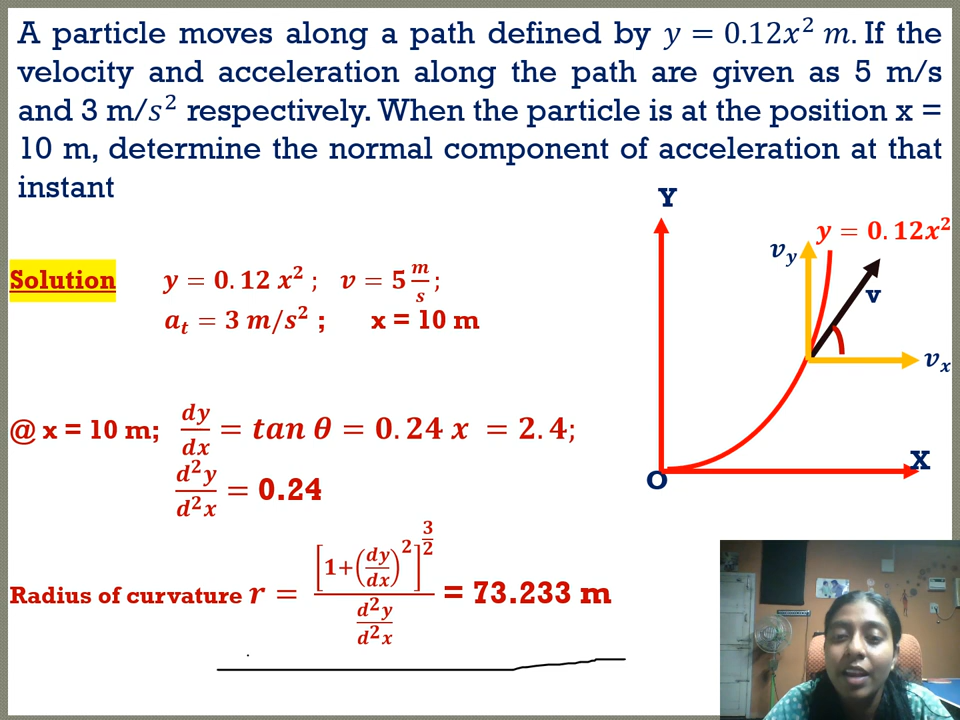 A particle moves along a path defined by y = 0.12x² m. If the
velocity and acceleration along the path are given as 5 m/s
and 3 m/s² respectively. When the particle is at the position x =
10 m, determine the normal component of acceleration at that
instant
Y
y = 0.12x²
v_y
v
v_x
X
O
Solution y = 0.12 x² ; v = 5 m/s ;
a_t = 3 m/s² ; x = 10 m
@ x = 10 m; dy/dx = tan θ = 0.24 x = 2.4;
d²y/d²x = 0.24
Radius of curvature r = [1+(dy/dx)²]^(3/2) / (d²y/d²x) = 73.233 m